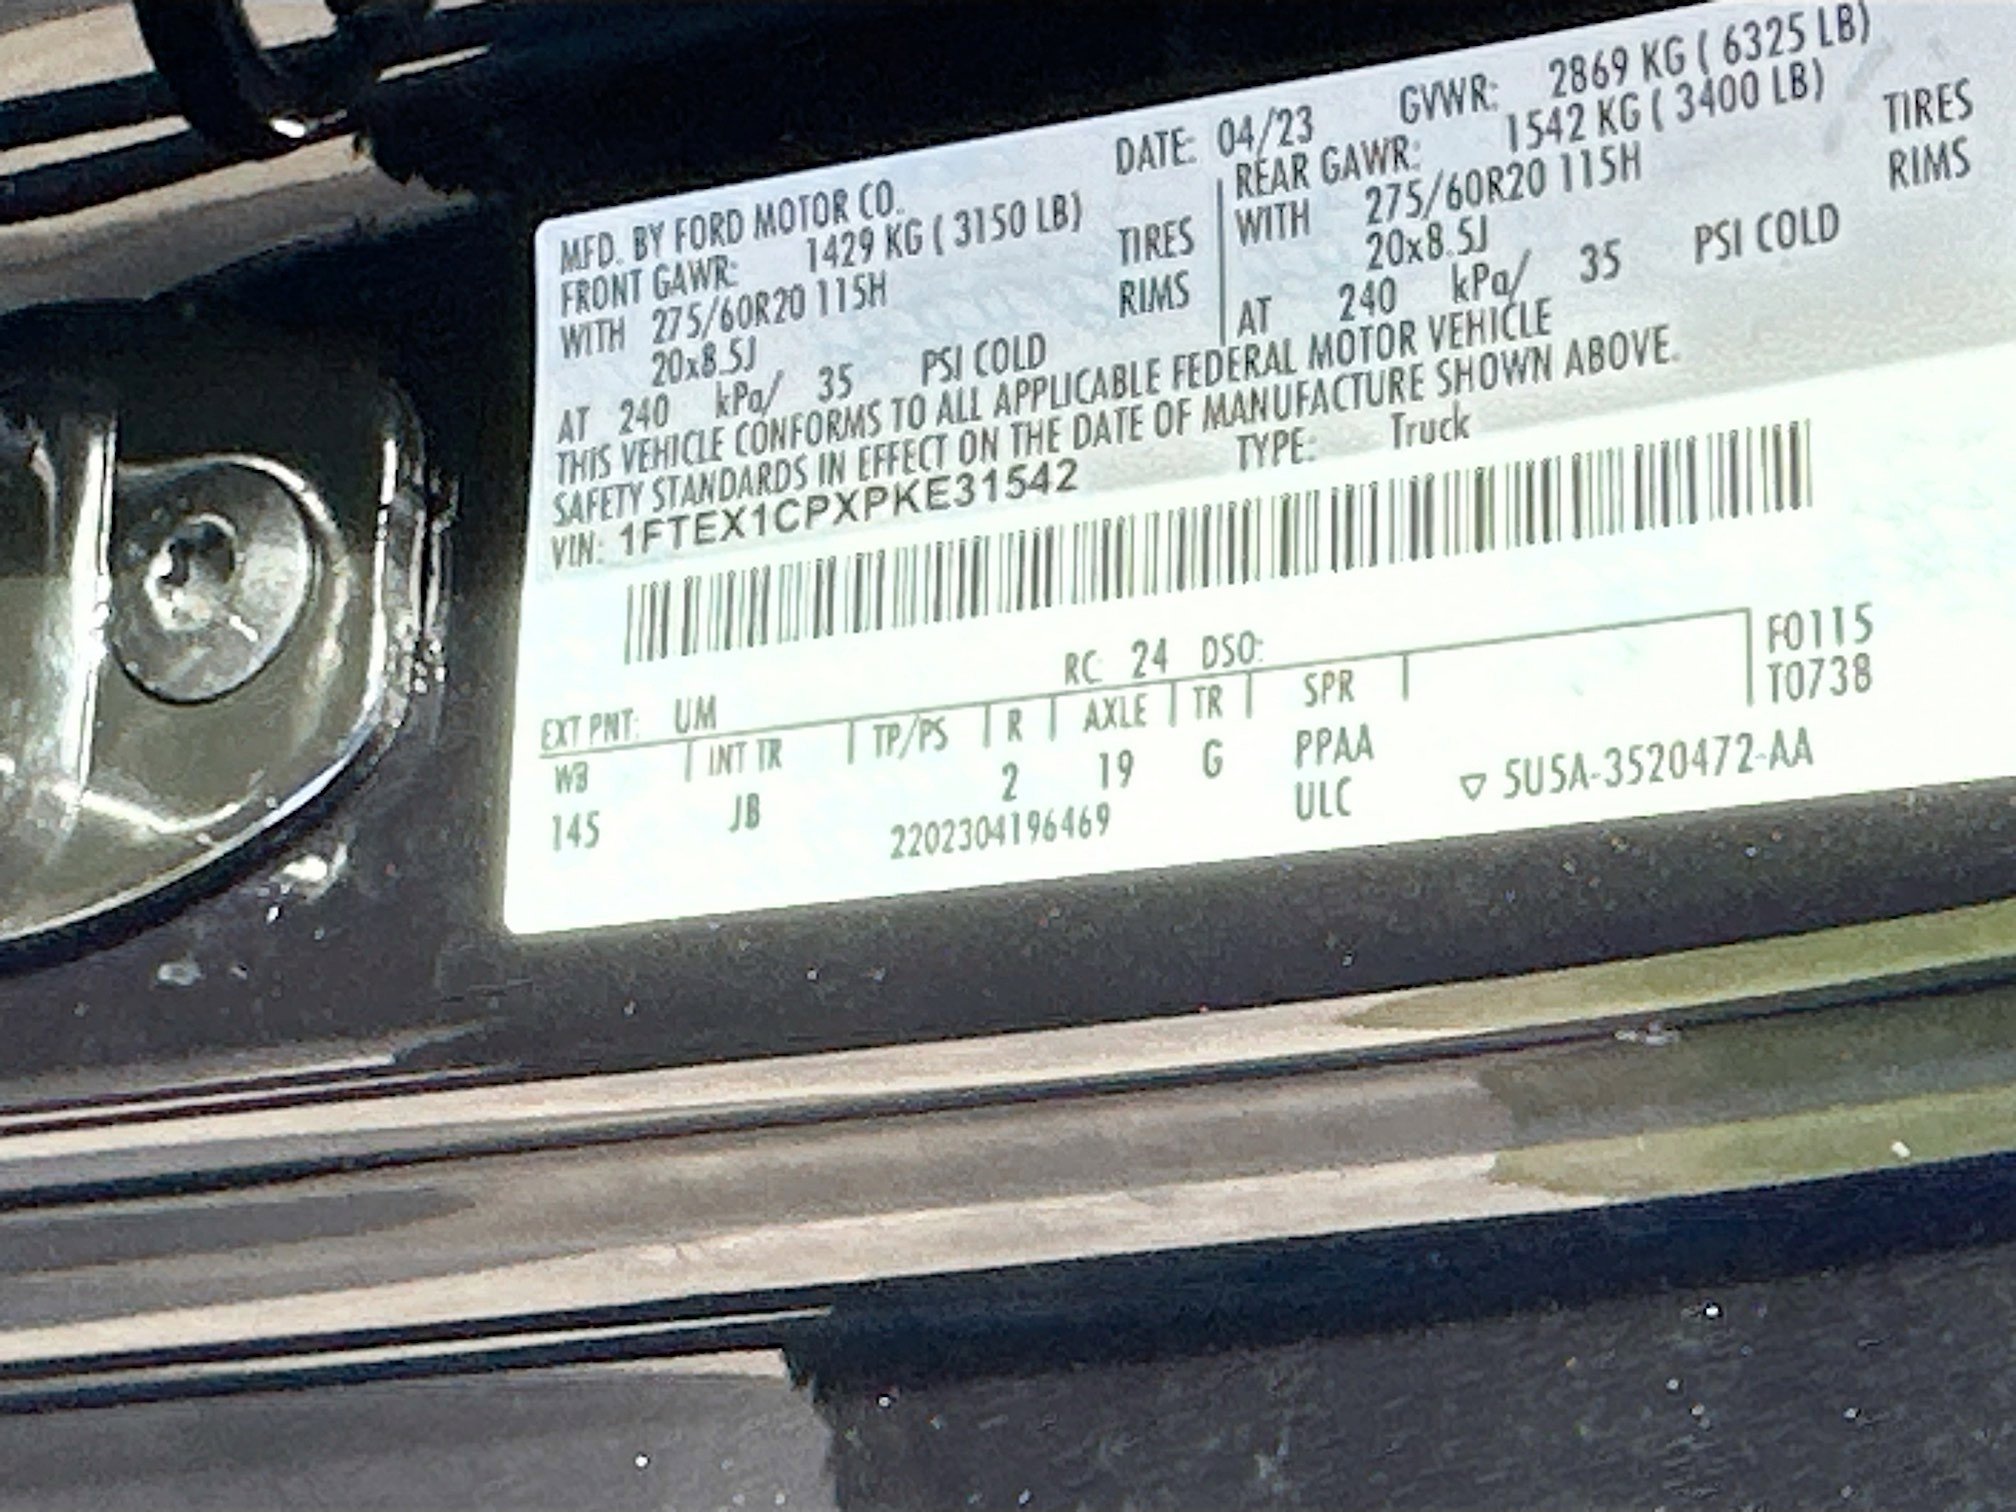 MFD. BY FORD MOTOR CO.
DATE: 04/23 GVWR: 2869 KG ( 6325 LB)
FRONT GAWR: 1429 KG ( 3150 LB)
WITH 275/60R20 115H TIRES
20x8.5J RIMS
AT 240 kPa/ 35 PSI COLD
REAR GAWR: 1542 KG ( 3400 LB)
WITH 275/60R20 115H TIRES
20x8.5J RIMS
AT 240 kPa/ 35 PSI COLD
THIS VEHICLE CONFORMS TO ALL APPLICABLE FEDERAL MOTOR VEHICLE
SAFETY STANDARDS IN EFFECT ON THE DATE OF MANUFACTURE SHOWN ABOVE.
VIN: 1FTEX1CPXPKE31542 TYPE: Truck
EXT PNT: UM RC: 24 DSO: F0115
T0738
WB INT TR TP/PS R AXLE TR SPR
145 JB 2 19 G PPAA
2202304196469 ULC ▽ 5U5A-3520472-AA